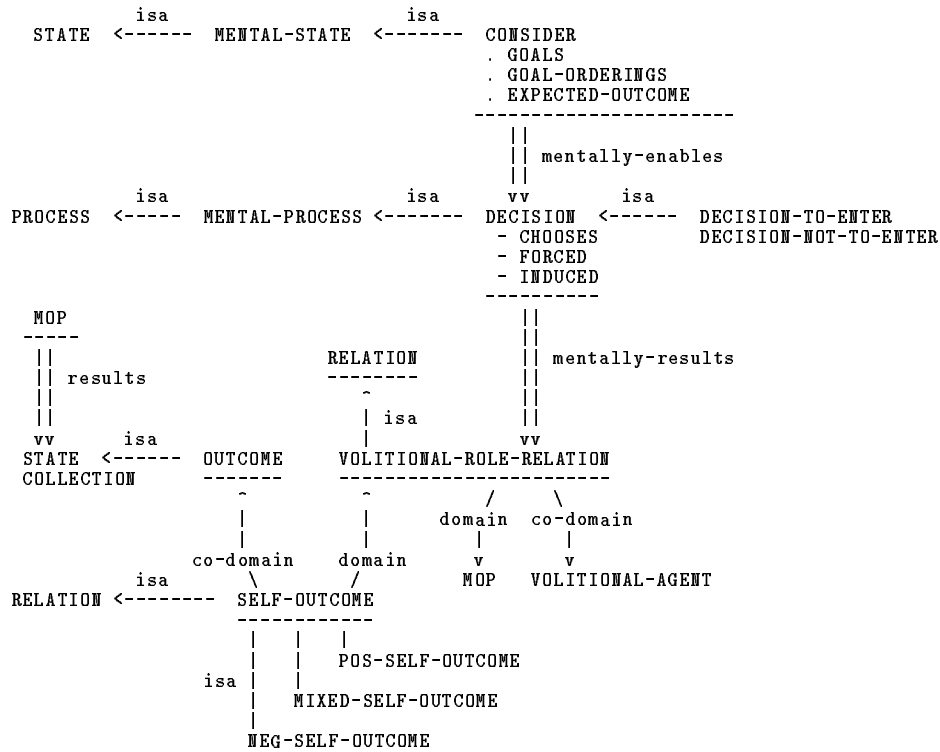 isa isa
STATE <------ MENTAL-STATE <------ CONSIDER
. GOALS
. GOAL-ORDERINGS
. EXPECTED-OUTCOME
-----------------------
||
|| mentally-enables
||
isa isa vv isa
PROCESS <------ MENTAL-PROCESS <------ DECISION <------ DECISION-TO-ENTER
- CHOOSES DECISION-NOT-TO-ENTER
- FORCED
- INDUCED
----------
MOP ||
----- ||
|| RELATION || mentally-results
|| results -------- ||
|| ^ ||
|| | isa ||
vv isa | vv
STATE <------ OUTCOME VOLITIONAL-ROLE-RELATION
COLLECTION ------- ------------------------
^ ^ / \
| | domain co-domain
| | | |
co-domain domain v v
isa \ / MOP VOLITIONAL-AGENT
RELATION <-------- SELF-OUTCOME
------------
| | |
| | POS-SELF-OUTCOME
isa | |
| MIXED-SELF-OUTCOME
|
NEG-SELF-OUTCOME